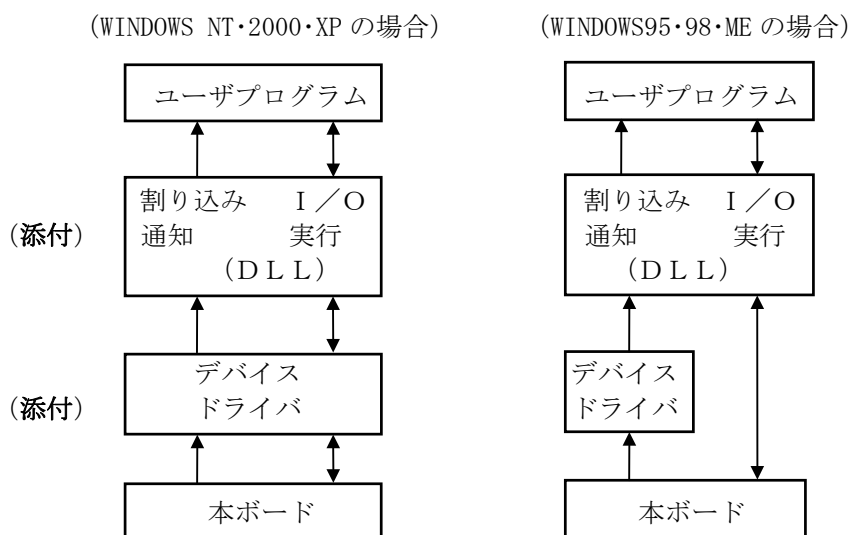 (WINDOWS NT･2000･XP の場合)
ユーザプログラム
割り込み　Ｉ／Ｏ
(添付)
通知　実行
(ＤＬＬ)
デバイス
(添付)
ドライバ
本ボード
(WINDOWS95･98･ME の場合)
ユーザプログラム
割り込み　Ｉ／Ｏ
通知　実行
(ＤＬＬ)
デバイス
ドライバ
本ボード